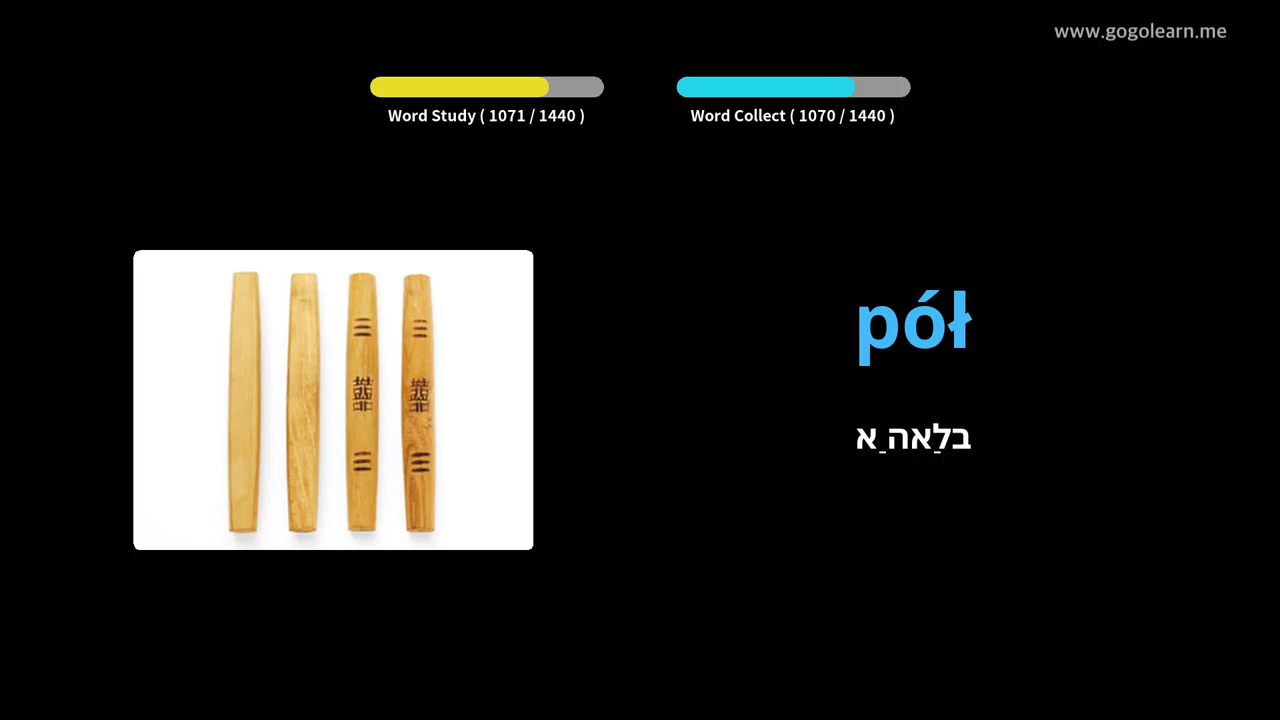 www.gogolearn.me
Word Study ( 1071 / 1440 )
Word Collect ( 1070 / 1440 )
pół
בלַאה ַא